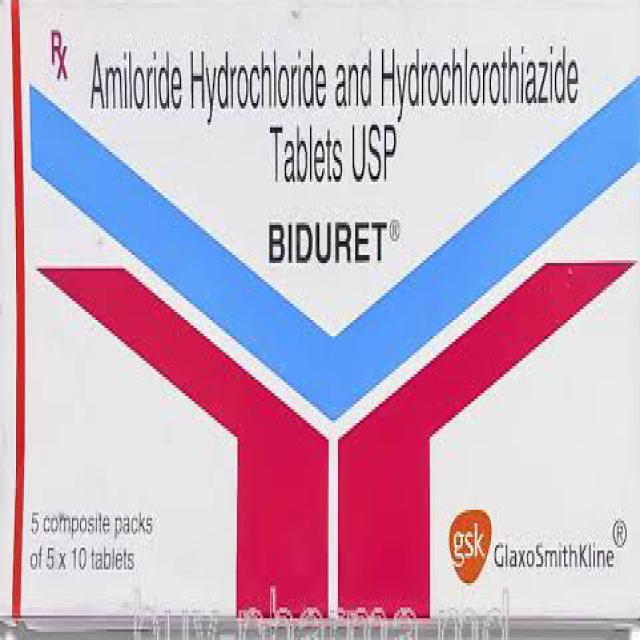 Rx
Amiloride Hydrochloride and Hydrochlorothiazide
Tablets USP
BIDURET®
5 composite packs
of 5 x 10 tablets
gsk GlaxoSmithKline®